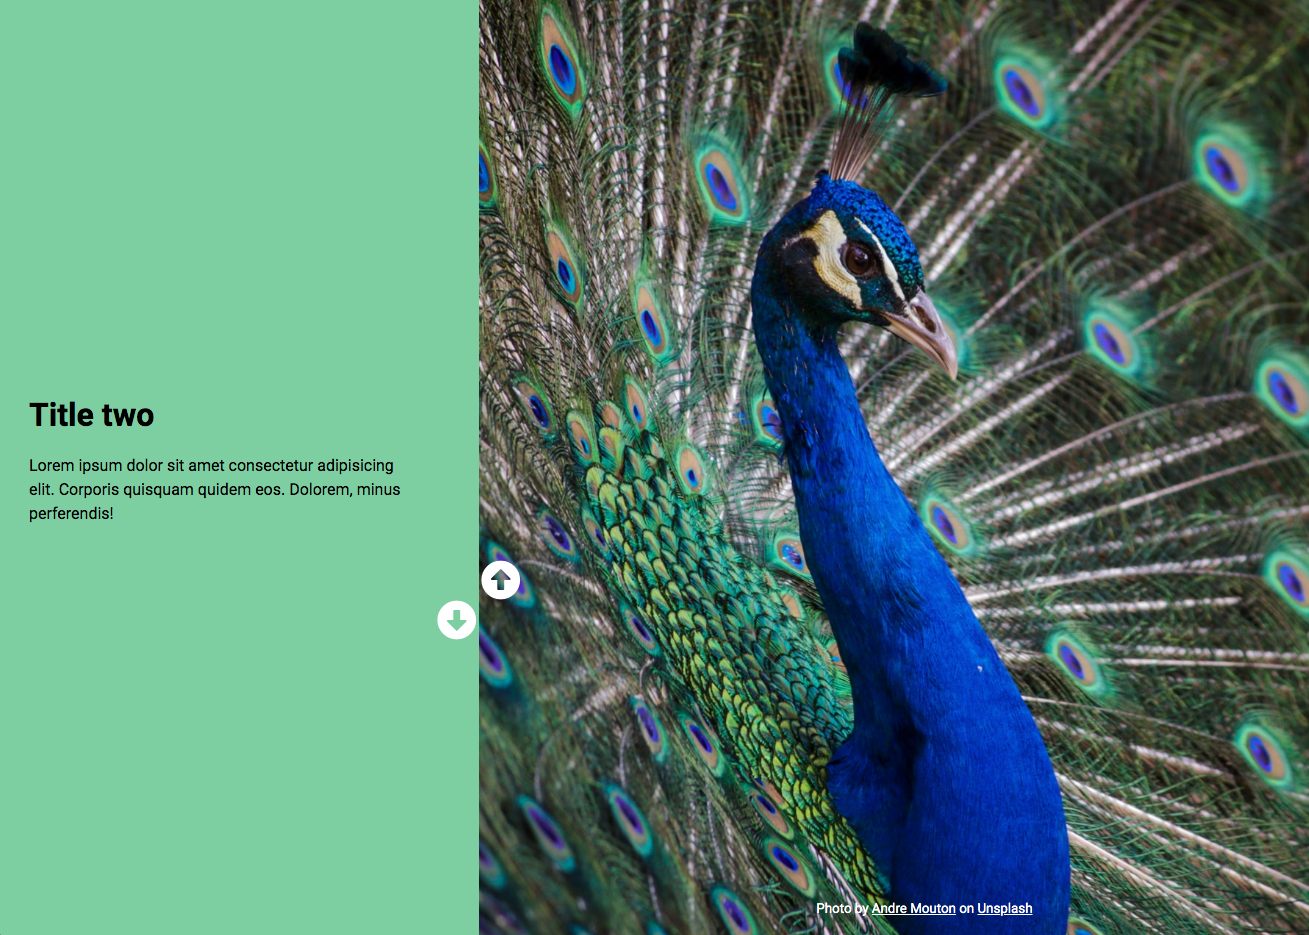 Title two
Lorem ipsum dolor sit amet consectetur adipisicing
elit. Corporis quisquam quidem eos. Dolorem, minus
perferendis!
Photo by Andre Mouton on Unsplash